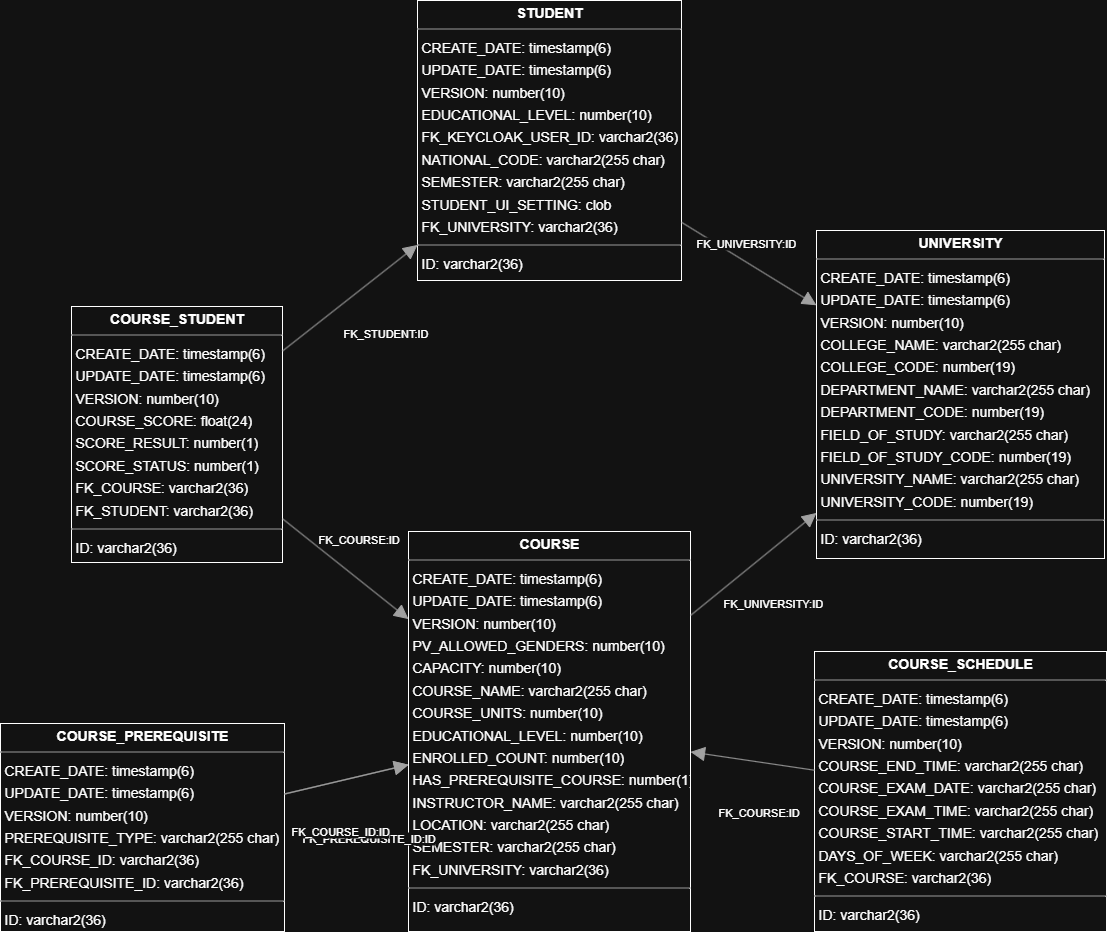 STUDENT
CREATE_DATE: timestamp(6)
UPDATE_DATE: timestamp(6)
VERSION: number(10)
EDUCATIONAL_LEVEL: number(10)
FK_KEYCLOAK_USER_ID: varchar2(36)
NATIONAL_CODE: varchar2(255 char)
SEMESTER: varchar2(255 char)
STUDENT_UI_SETTING: clob
FK_UNIVERSITY: varchar2(36)
ID: varchar2(36)
FK_UNIVERSITY:ID
UNIVERSITY
CREATE_DATE: timestamp(6)
UPDATE_DATE: timestamp(6)
VERSION: number(10)
COLLEGE_NAME: varchar2(255 char)
COLLEGE_CODE: number(19)
DEPARTMENT_NAME: varchar2(255 char)
DEPARTMENT_CODE: number(19)
FIELD_OF_STUDY: varchar2(255 char)
FIELD_OF_STUDY_CODE: number(19)
UNIVERSITY_NAME: varchar2(255 char)
UNIVERSITY_CODE: number(19)
ID: varchar2(36)
FK_STUDENT:ID
COURSE_STUDENT
CREATE_DATE: timestamp(6)
UPDATE_DATE: timestamp(6)
VERSION: number(10)
COURSE_SCORE: float(24)
SCORE_RESULT: number(1)
SCORE_STATUS: number(1)
FK_COURSE: varchar2(36)
FK_STUDENT: varchar2(36)
ID: varchar2(36)
FK_COURSE:ID
COURSE
CREATE_DATE: timestamp(6)
UPDATE_DATE: timestamp(6)
VERSION: number(10)
PV_ALLOWED_GENDERS: number(10)
CAPACITY: number(10)
COURSE_NAME: varchar2(255 char)
COURSE_UNITS: number(10)
EDUCATIONAL_LEVEL: number(10)
ENROLLED_COUNT: number(10)
HAS_PREREQUISITE_COURSE: number(1
INSTRUCTOR_NAME: varchar2(255 char)
LOCATION: varchar2(255 char)
SEMESTER: varchar2(255 char)
FK_UNIVERSITY: varchar2(36)
ID: varchar2(36)
FK_UNIVERSITY:ID
COURSE_SCHEDULE
CREATE_DATE: timestamp(6)
UPDATE_DATE: timestamp(6)
VERSION: number(10)
COURSE_END_TIME: varchar2(255 char)
COURSE_EXAM_DATE: varchar2(255 char)
COURSE_EXAM_TIME: varchar2(255 char)
COURSE_START_TIME: varchar2(255 char)
DAYS_OF_WEEK: varchar2(255 char)
FK_COURSE: varchar2(36)
ID: varchar2(36)
FK_COURSE:ID
COURSE_PREREQUISITE
CREATE_DATE: timestamp(6)
UPDATE_DATE: timestamp(6)
VERSION: number(10)
PREREQUISITE_TYPE: varchar2(255 char)
FK_COURSE_ID: varchar2(36)
FK_PREREQUISITE_ID: varchar2(36)
ID: varchar2(36)
FK_COURSE_ID:ID
FK_PREREQUISITE_ID:ID